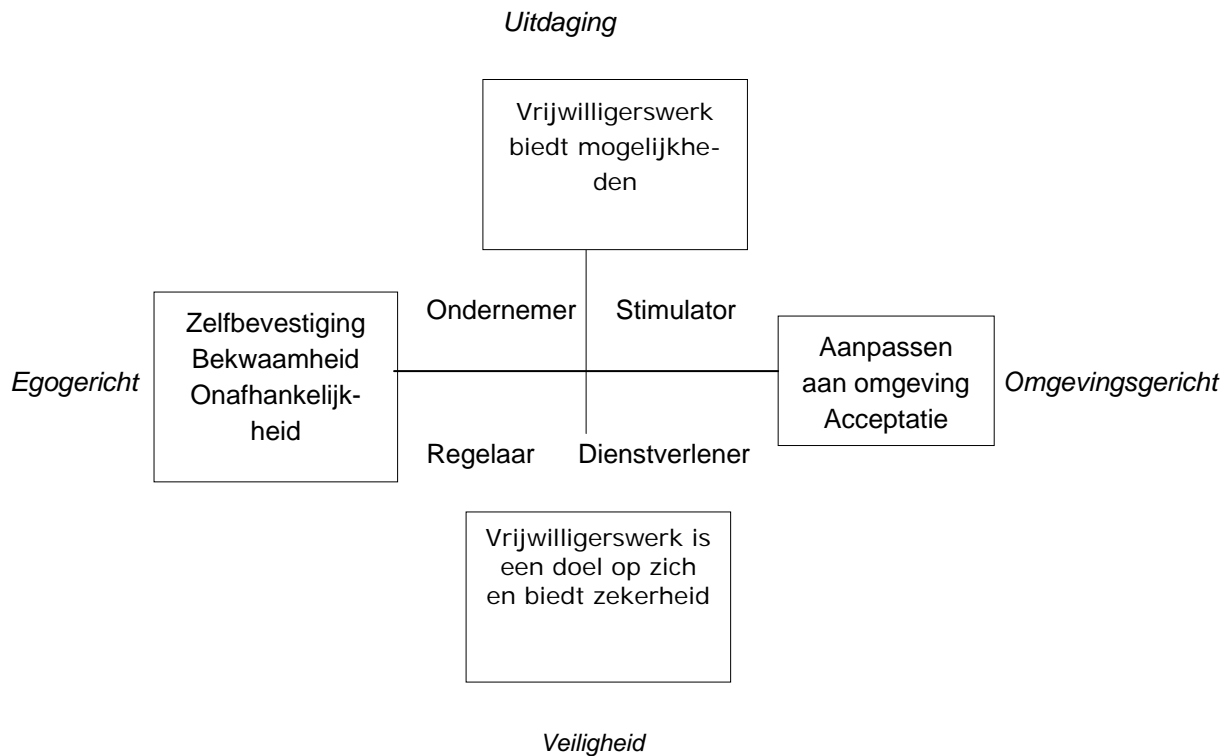 Uitdaging
Vrijwilligerswerk
biedt mogelijkhe-
den
Ondernemer
Stimulator
Zelfbevestiging
Bekwaamheid
Onafhankelijk-
heid
Aanpassen
aan omgeving
Acceptatie
Egogericht
Omgevingsgericht
Regelaar
Dienstverlener
Vrijwilligerswerk is
een doel op zich
en biedt zekerheid
Veiligheid